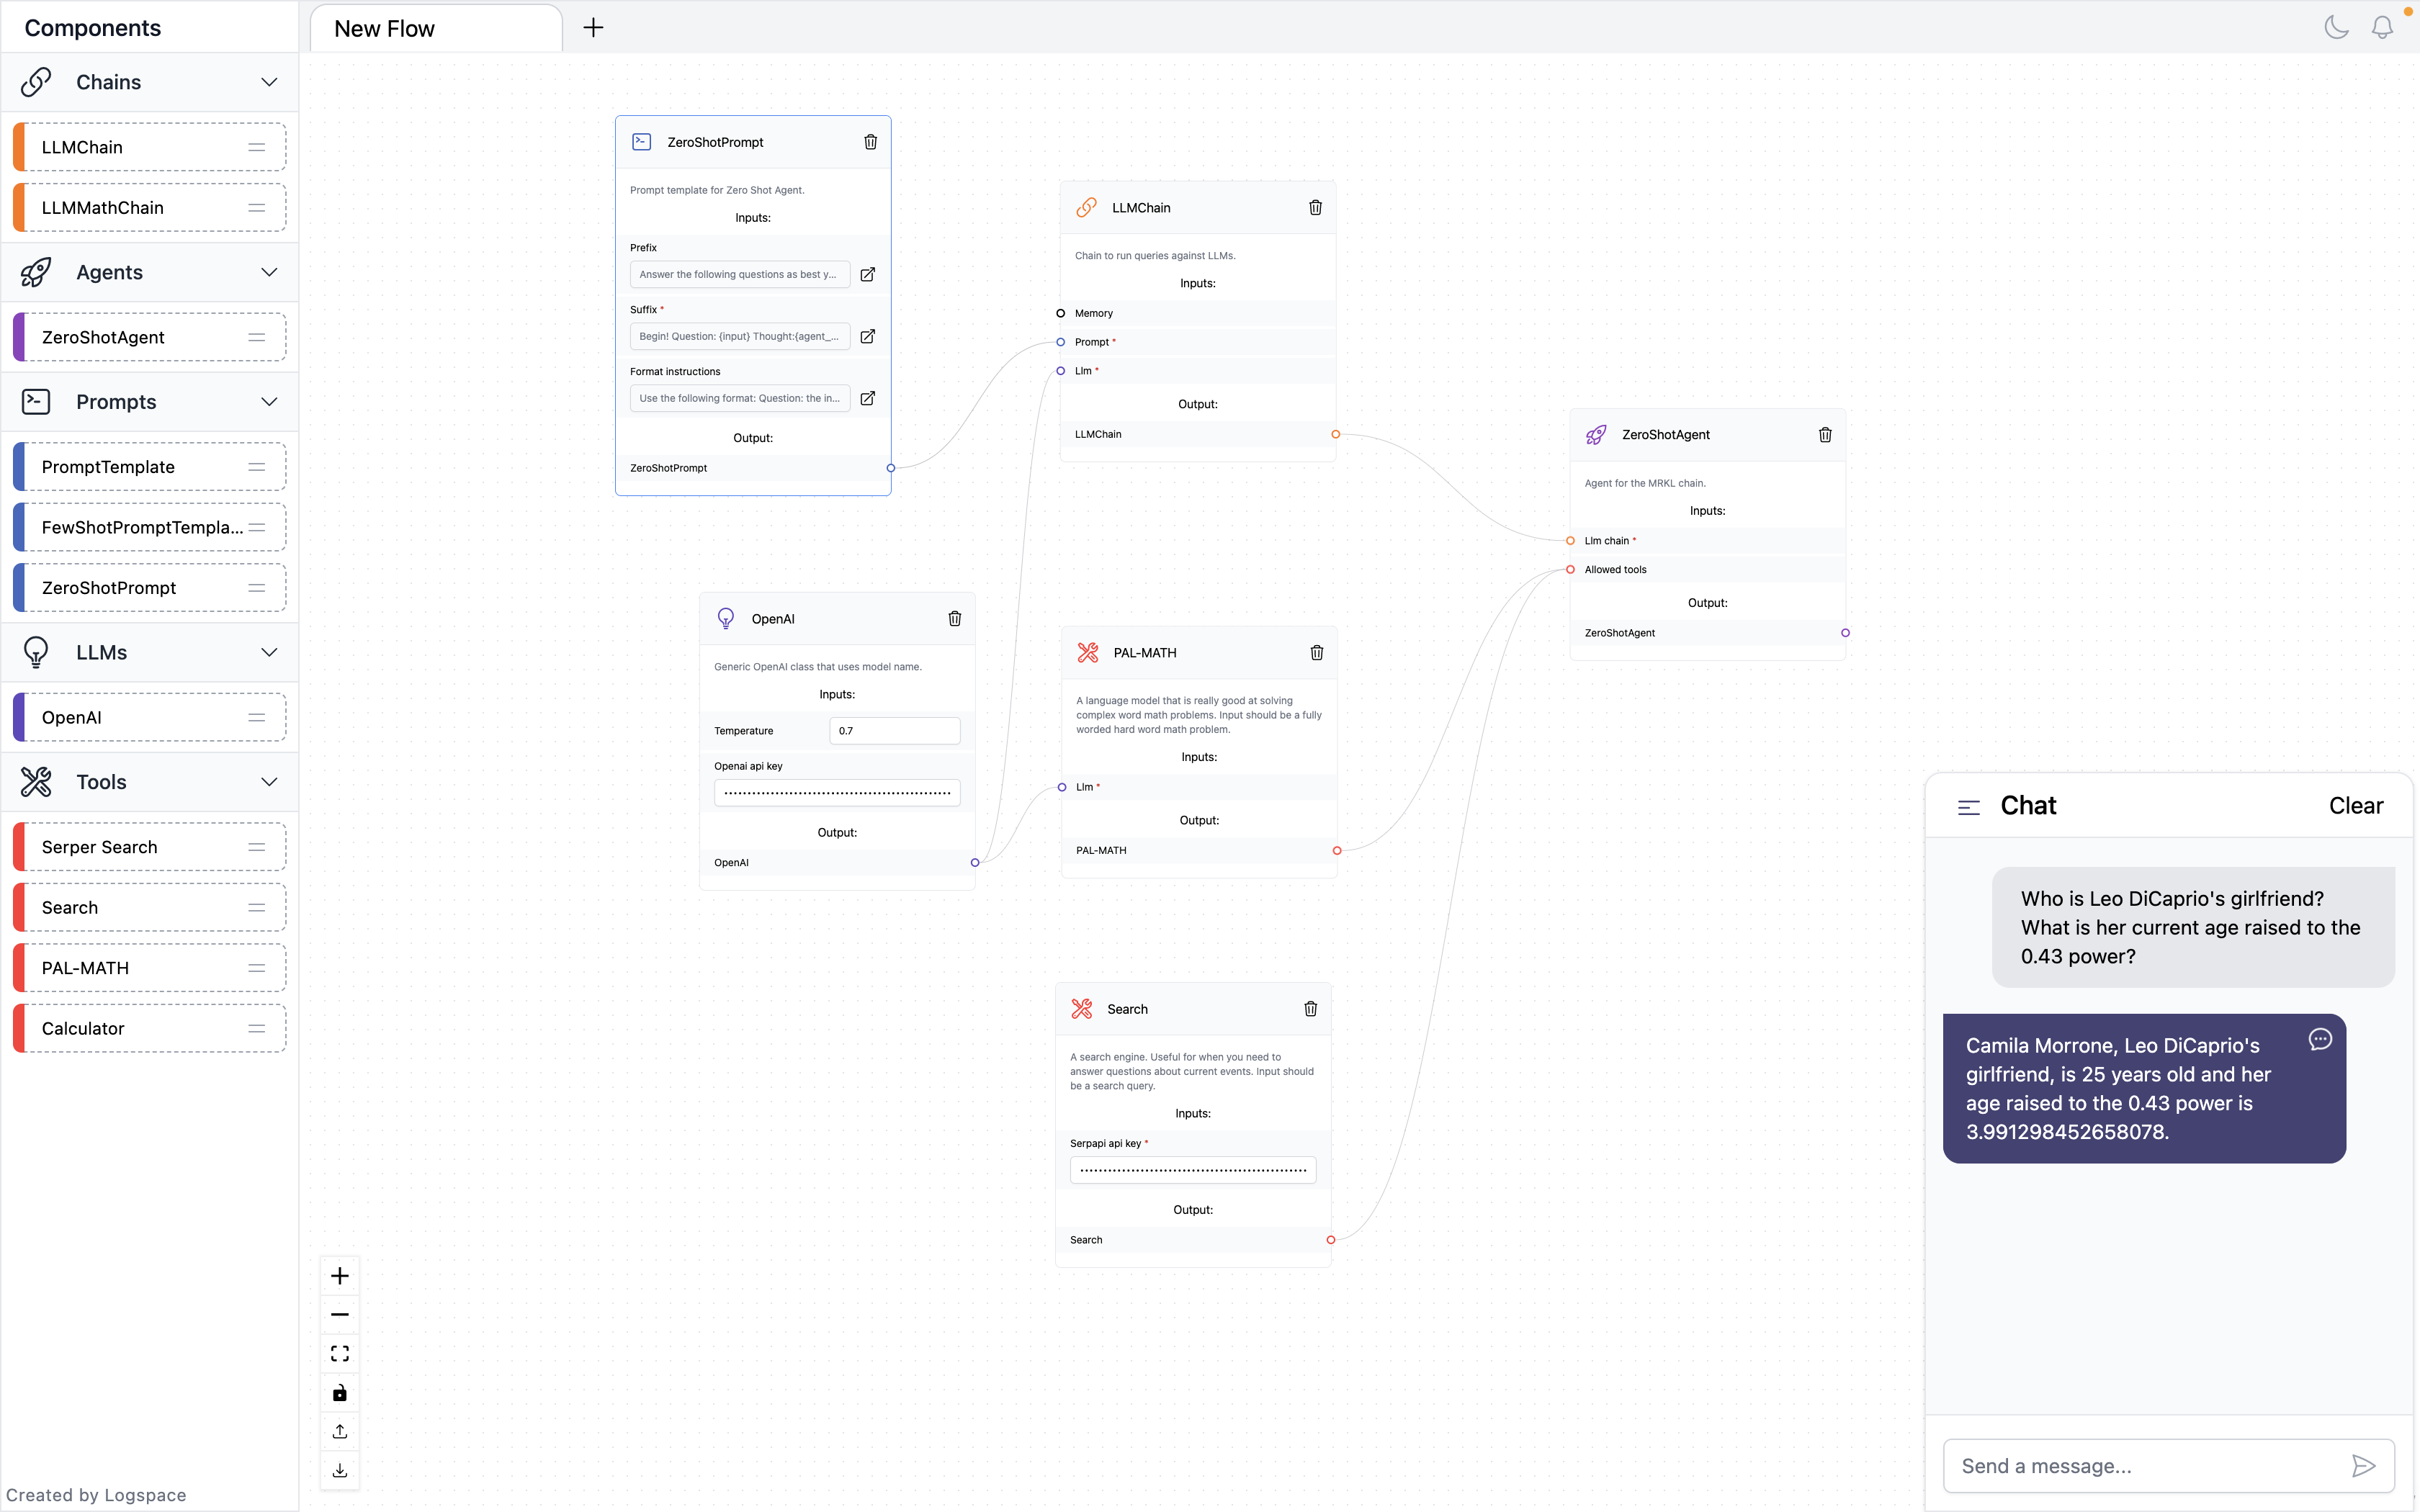 Components
Chains
LLMChain
LLMMathChain
Agents
ZeroShotAgent
Prompts
PromptTemplate
FewShotPromptTempla...
ZeroShotPrompt
LLMs
OpenAI
Tools
Serper Search
Search
PAL-MATH
Calculator
Created by Logspace
New Flow
ZeroShotPrompt
Prompt template for Zero Shot Agent.
Inputs:
Prefix
Answer the following questions as best y...
Suffix *
Begin! Question: {input} Thought:{agent_...
Format instructions
Use the following format: Question: the in...
Output:
ZeroShotPrompt
OpenAI
Generic OpenAI class that uses model name.
Inputs:
Temperature
0.7
Openai api key
Output:
OpenAI
LLMChain
Chain to run queries against LLMs.
Inputs:
Memory
Prompt *
Llm *
Output:
LLMChain
PAL-MATH
A language model that is really good at solving
complex word math problems. Input should be a fully
worded hard word math problem.
Inputs:
Llm *
Output:
PAL-MATH
Search
A search engine. Useful for when you need to
answer questions about current events. Input should
be a search query.
Inputs:
Serpapi api key *
Output:
Search
ZeroShotAgent
Agent for the MRKL chain.
Inputs:
Llm chain *
Allowed tools
Output:
ZeroShotAgent
Chat
Clear
Who is Leo DiCaprio's girlfriend?
What is her current age raised to the
0.43 power?
Camila Morrone, Leo DiCaprio's
girlfriend, is 25 years old and her
age raised to the 0.43 power is
3.991298452658078.
Send a message...